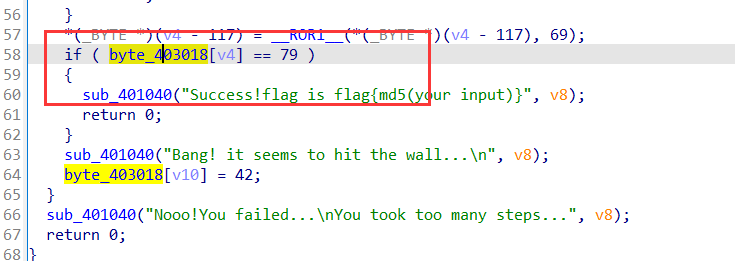 56 }
57 *(_BYTE *)(v4 - 117) = __ROR1__(*(_BYTE *)(v4 - 117), 69);
58 if ( byte_403018[v4] == 79 )
59 {
60 sub_401040("Success!flag is flag{md5(your input)}", v8);
61 return 0;
62 }
63 sub_401040("Bang! it seems to hit the wall...\n", v8);
64 byte_403018[v10] = 42;
65 }
66 sub_401040("Nooo!You failed...\nYou took too many steps...", v8);
67 return 0;
68 }